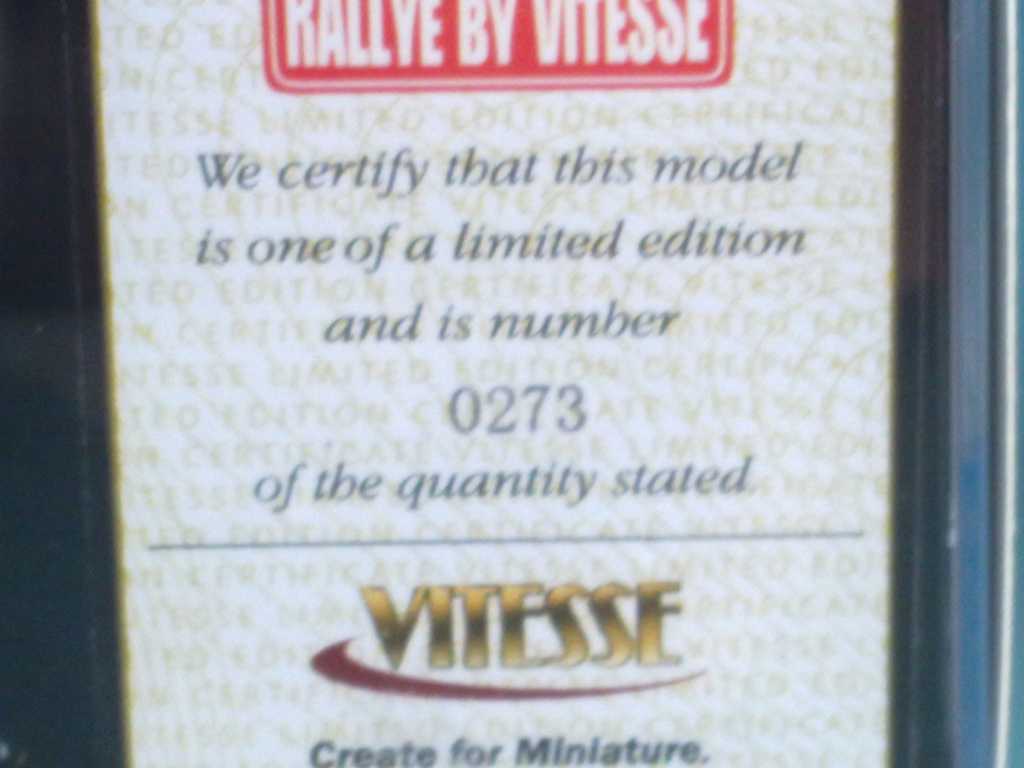 RALLYE BY VITESSE
We certify that this model
is one of a limited edition
and is number
0273
of the quantity stated.
VITESSE
Create for Miniature.